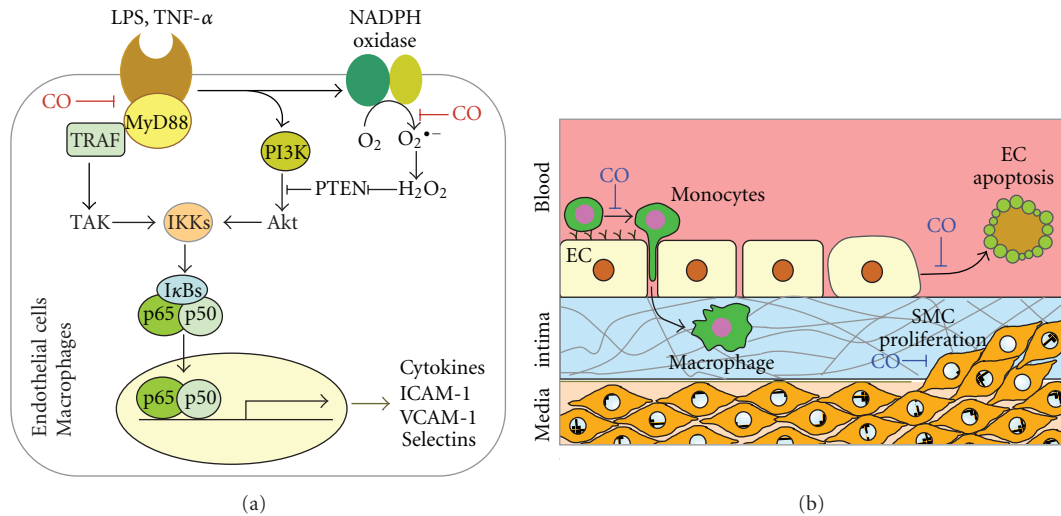 LPS, TNF-α
NADPH
oxidase
CO
MyD88
TRAF
CO
O₂
O₂•−
PI3K
PTEN
H₂O₂
TAK
IKKs
Akt
IκBs
p65
p50
p65
p50
Cytokines
ICAM-1
VCAM-1
Selectins
Endothelial cells
Macrophages
(a)
Blood
intima
Media
CO
Monocytes
EC
apoptosis
CO
EC
SMC
proliferation
CO
Macrophage
(b)